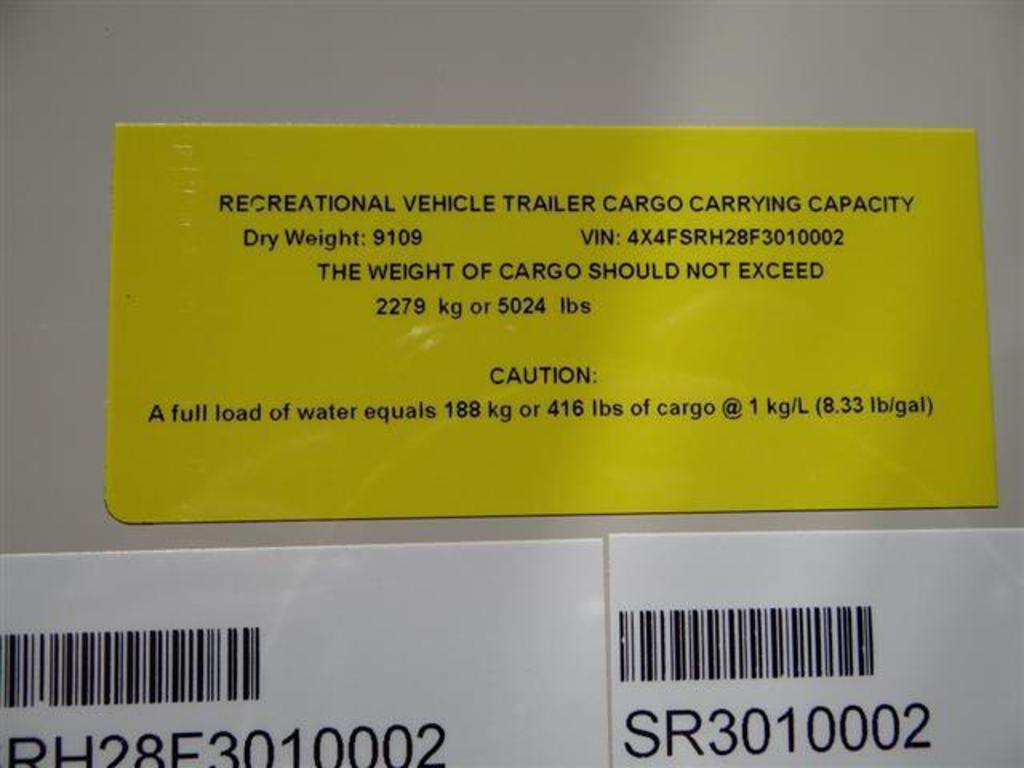 RECREATIONAL VEHICLE TRAILER CARGO CARRYING CAPACITY
Dry Weight: 9109 VIN: 4X4FSRH28F3010002
THE WEIGHT OF CARGO SHOULD NOT EXCEED
2279 kg or 5024 lbs
CAUTION:
A full load of water equals 188 kg or 416 lbs of cargo @ 1 kg/L (8.33 lb/gal)
SRH28F3010002
SR3010002